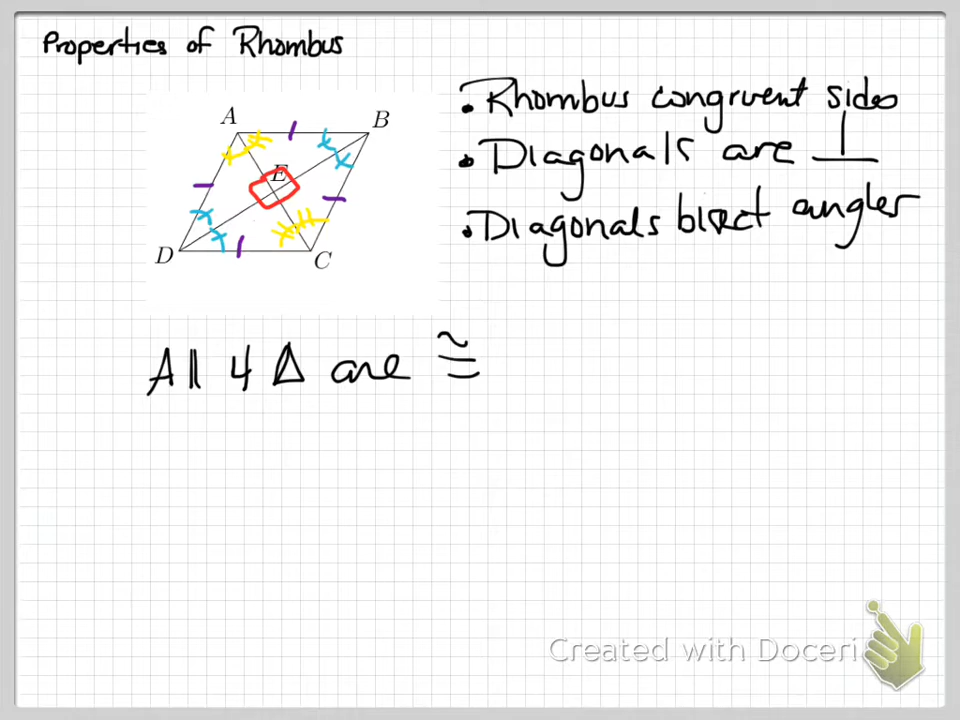 Properties of Rhombus
A
B
E
D
C
• Rhombus congruent sides
• Diagonals are ⊥
• Diagonals bisect angles
All 4 Δ are ≅
Created with Doceri